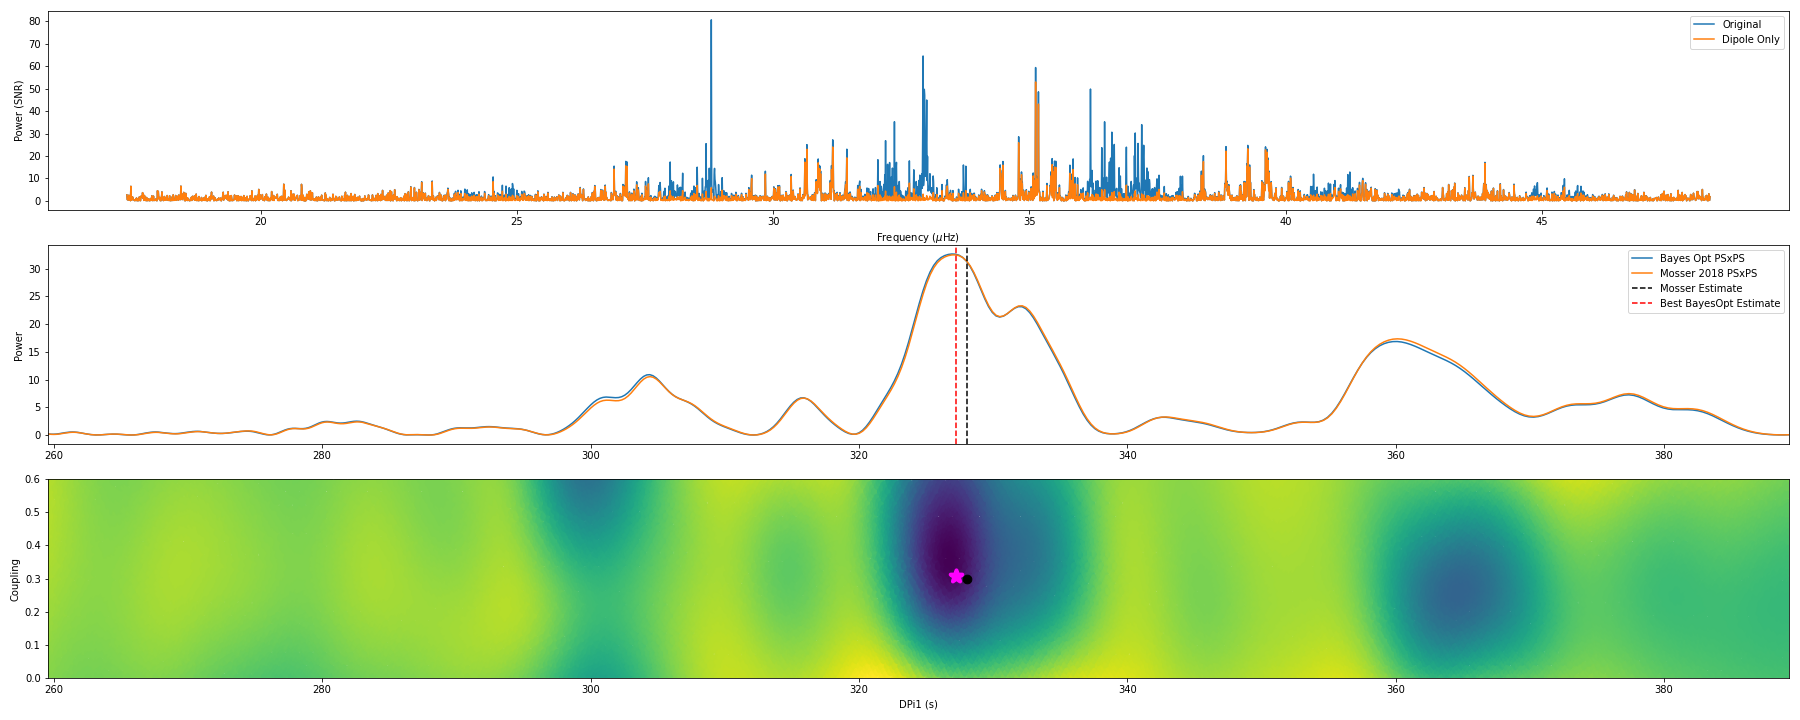 80
70
60
50
40
30
20
10
0
Power (SNR)
Original
Dipole Only
20 25 30 35 40 45
Frequency (μHz)
30
25
20
15
10
5
0
Power
Bayes Opt PSxPS
Mosser 2018 PSxPS
Mosser Estimate
Best BayesOpt Estimate
260 280 300 320 340 360 380
0.6
0.5
0.4
0.3
0.2
0.1
0.0
Coupling
260 280 300 320 340 360 380
DPi1 (s)